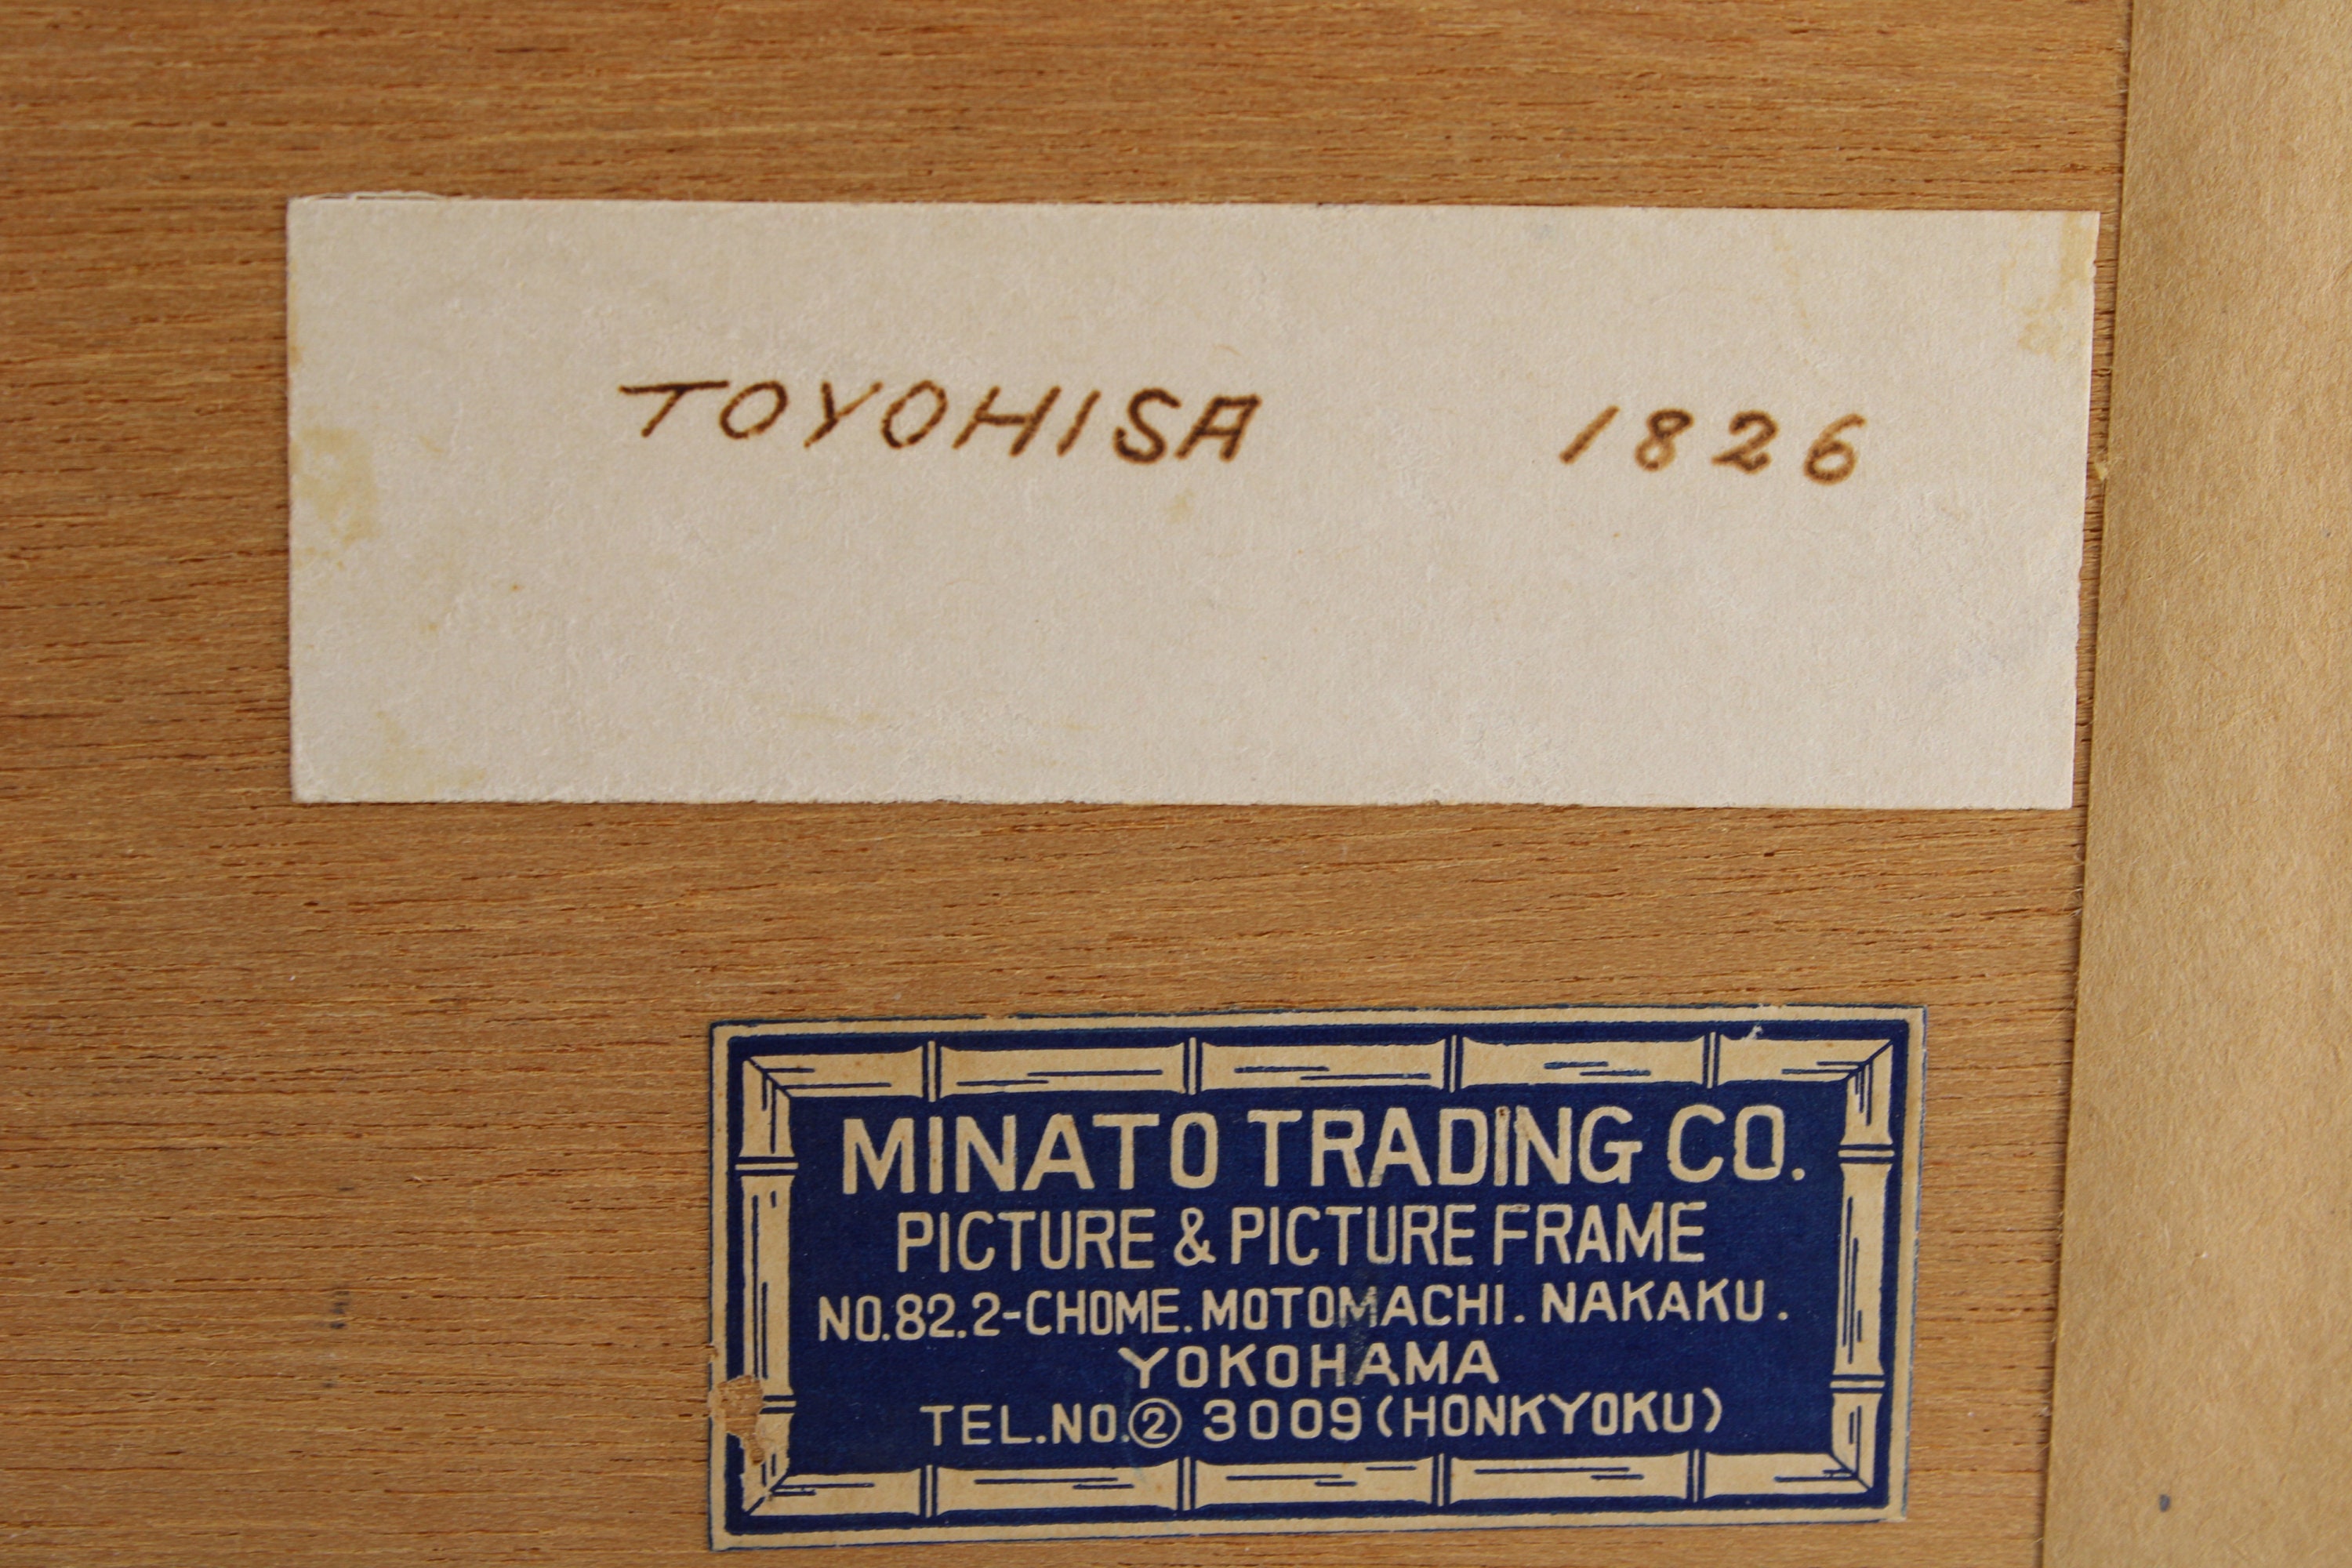 TOYOHISA 1826
MINATO TRADING CO.
PICTURE & PICTURE FRAME
NO.82.2-CHOME.MOTOMACHI. NAKAKU.
YOKOHAMA
TEL.NO.② 3009(HONKYOKU)